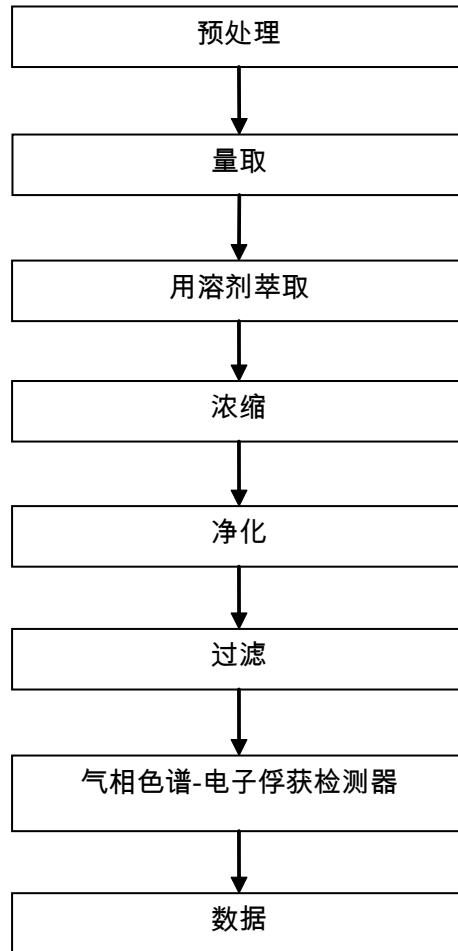 预处理
量取
用溶剂萃取
浓缩
净化
过滤
气相色谱-电子俘获检测器
数据